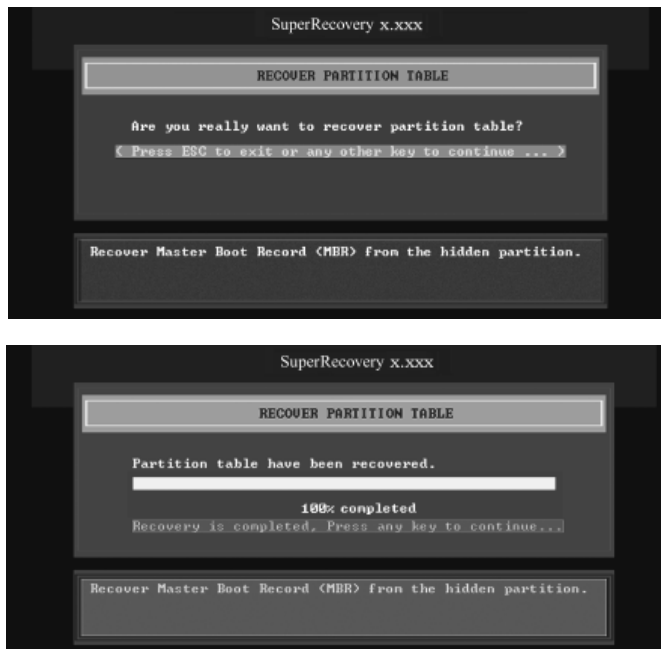 SuperRecovery x.xxx
RECOVER PARTITION TABLE
Are you really want to recover partition table?
< Press ESC to exit or any other key to continue ... >
Recover Master Boot Record <MBR> from the hidden partition.
SuperRecovery x.xxx
RECOVER PARTITION TABLE
Partition table have been recovered.
100% completed
Recovery is completed, Press any key to continue...
Recover Master Boot Record <MBR> from the hidden partition.